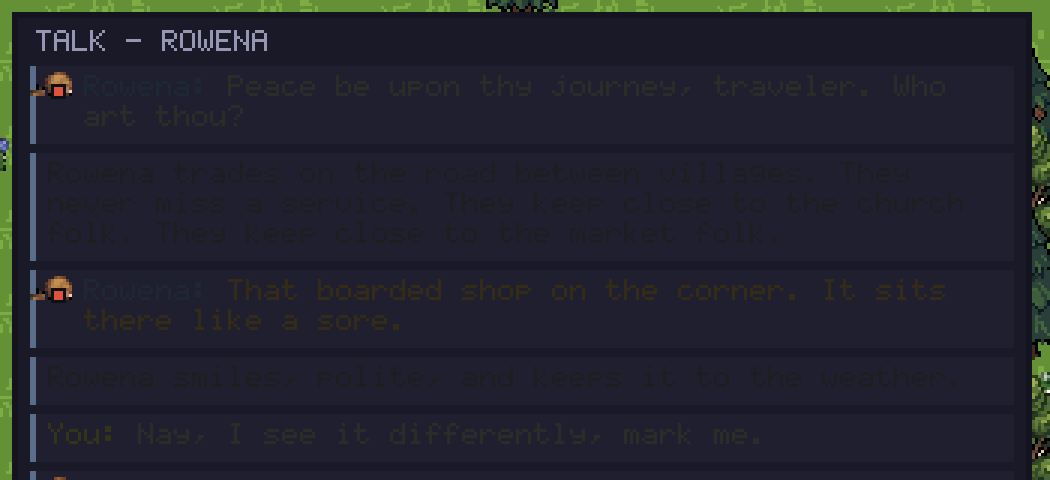 TALK - ROWENA
Rowena: Peace be upon thy journey, traveler. Who
art thou?
Rowena trades on the road between villages. They
never miss a service. They keep close to the church
folk. They keep close to the market folk.
Rowena: That boarded shop on the corner. It sits
there like a sore.
Rowena smiles, polite, and keeps it to the weather.
You: Nay, I see it differently, mark me.